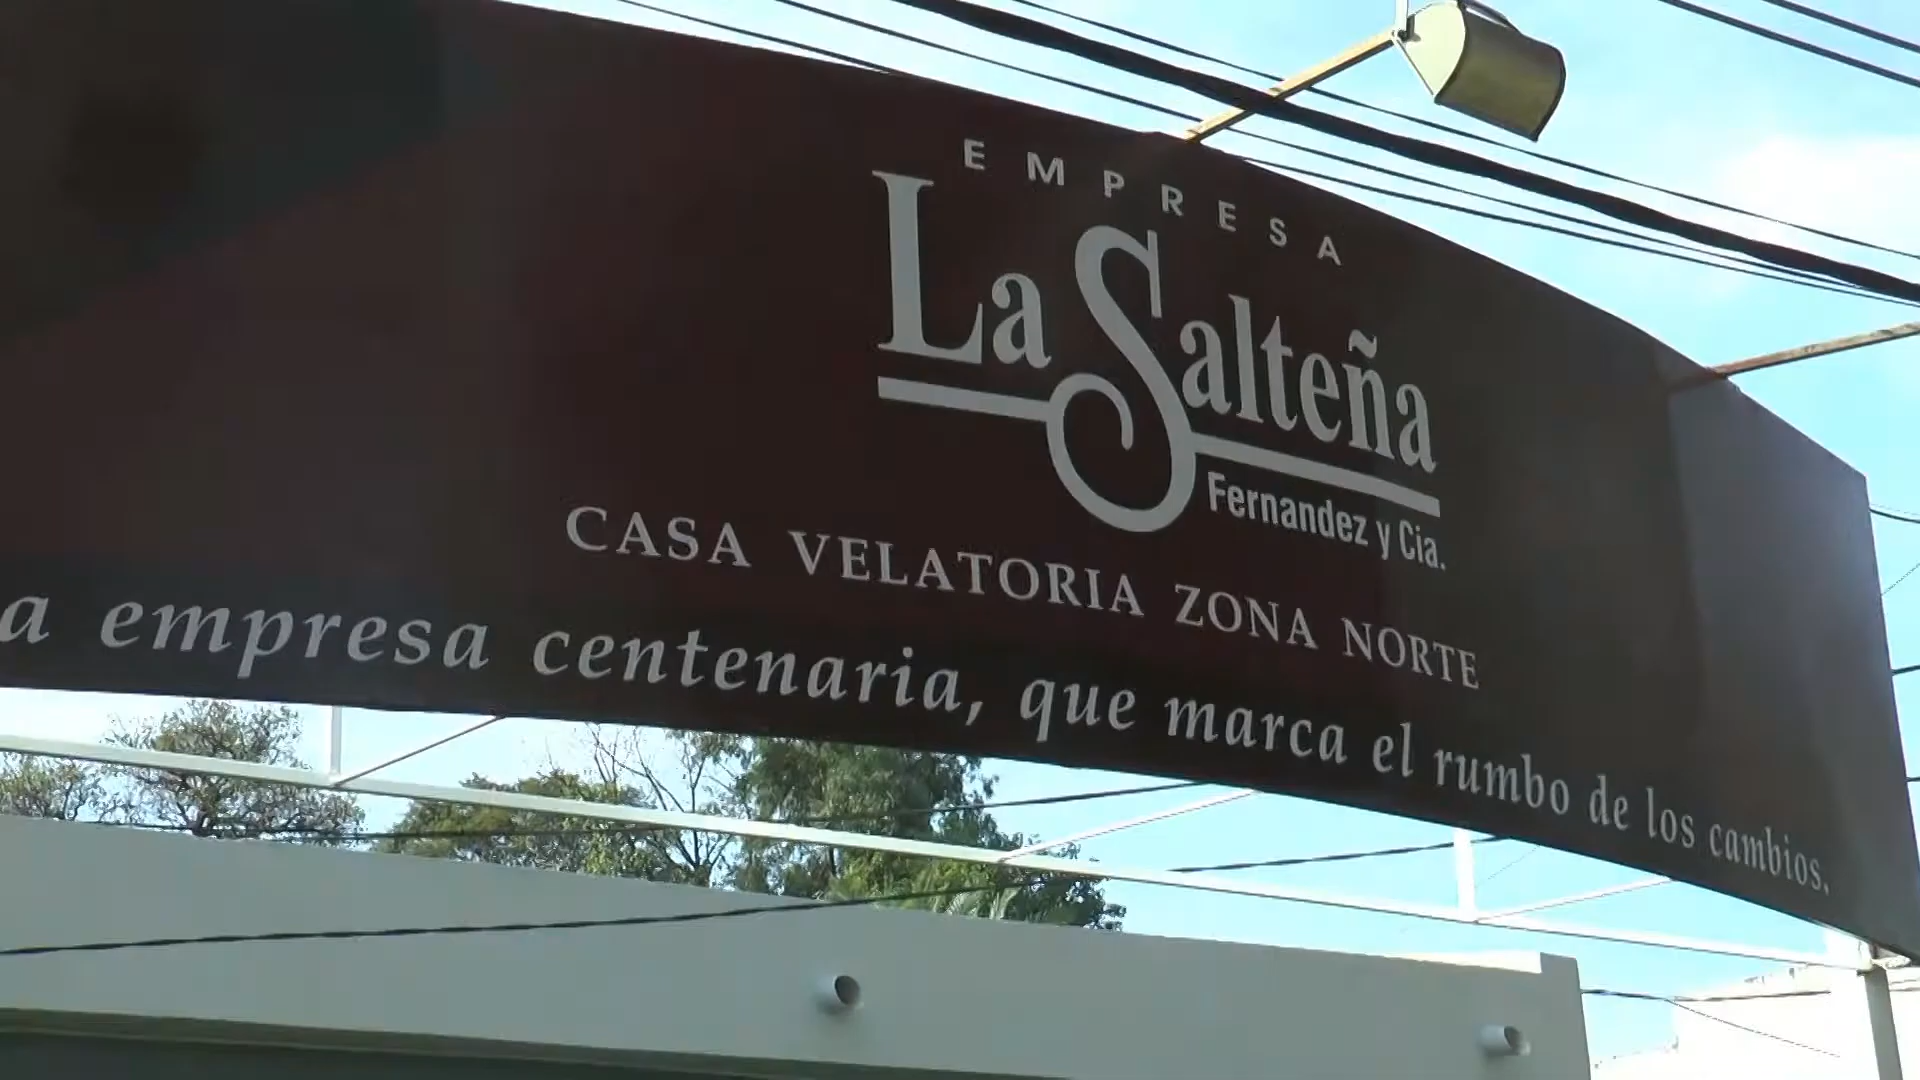 EMPRESA
La Salteña
Fernandez y Cia.
CASA VELATORIA ZONA NORTE
a empresa centenaria, que marca el rumbo de los cambios.